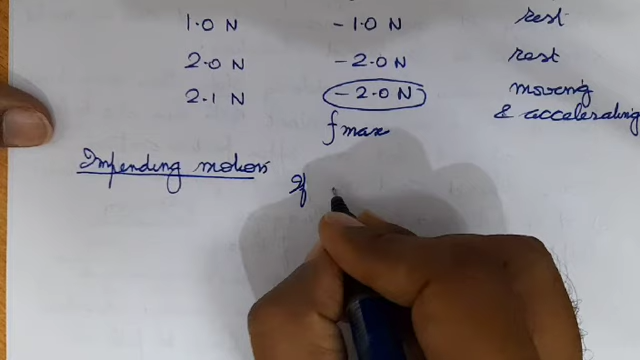 1.0 N -1.0 N rest
2.0 N -2.0 N rest
2.1 N -2.0 N moving & accelerating
f max
Impending motion
If